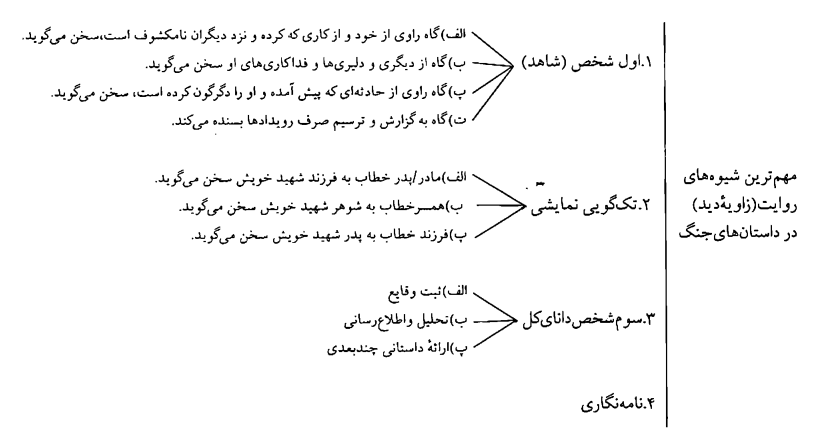 مهم‌ترین شیوه‌های
روایت(زاویهٔ‌دید)
در داستان‌های‌جنگ
۱.اول شخص (شاهد)
الف)گاه راوی از خود و از کاری که کرده و نزد دیگران نامکشوف است،سخن می‌گوید.
ب)گاه از دیگری و دلیری‌ها و فداکاری‌های او سخن می‌گوید.
پ)گاه راوی از حادثه‌ای که پیش آمده و او را دگرگون کرده است، سخن می‌گوید.
ت)گاه به گزارش و ترسیم صرف رویدادها بسنده می‌کند.
۲.تک‌گویی نمایشی
الف)مادر/پدر خطاب به فرزند شهید خویش سخن می‌گوید.
ب)همسرخطاب به شوهر شهید خویش سخن می‌گوید.
پ)فرزند خطاب به پدر شهید خویش سخن می‌گوید.
۳.سوم‌شخص‌دانای‌کل
الف)ثبت وقایع
ب)تحلیل واطلاع‌رسانی
پ)ارائهٔ داستانی چندبعدی
۴.نامه‌نگاری